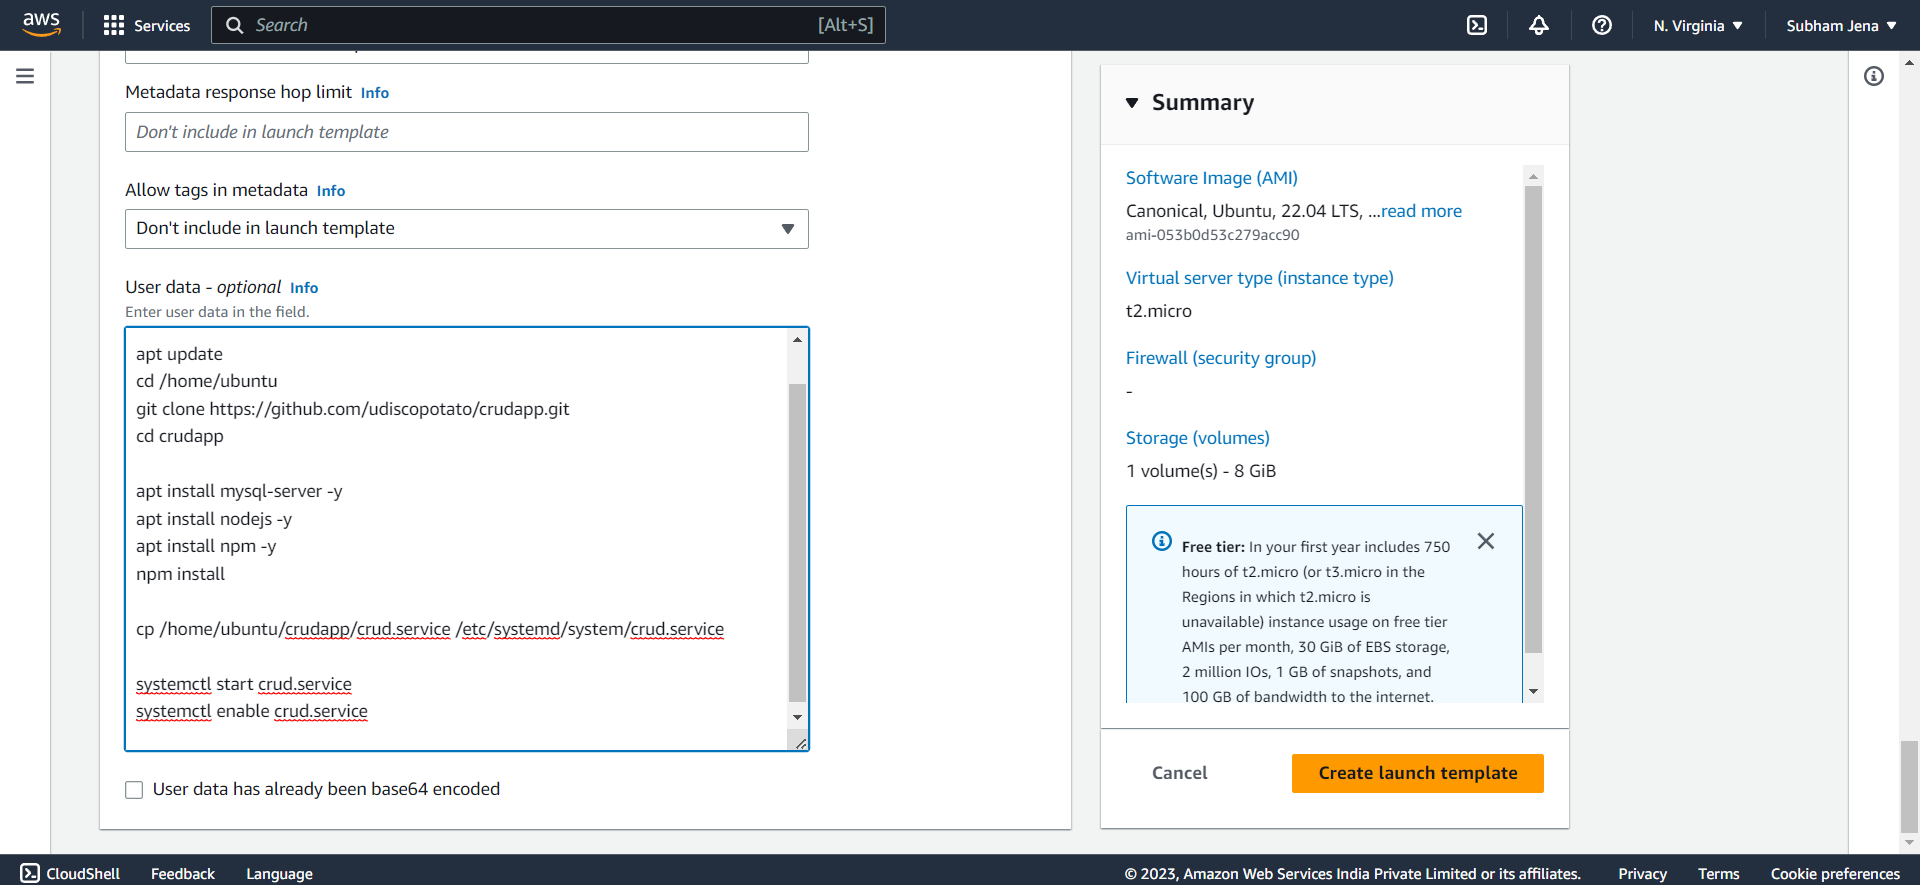 aws
Services
Search
[Alt+S]
N. Virginia
Subham Jena
Metadata response hop limit Info
Don't include in launch template
Allow tags in metadata Info
Don't include in launch template
User data - optional Info
Enter user data in the field.
apt update
cd /home/ubuntu
git clone https://github.com/udiscopotato/crudapp.git
cd crudapp
apt install mysql-server -y
apt install nodejs -y
apt install npm -y
npm install
cp /home/ubuntu/crudapp/crud.service /etc/systemd/system/crud.service
systemctl start crud.service
systemctl enable crud.service
User data has already been base64 encoded
Summary
Software Image (AMI)
Canonical, Ubuntu, 22.04 LTS, ...read more
ami-053b0d53c279acc90
Virtual server type (instance type)
t2.micro
Firewall (security group)
-
Storage (volumes)
1 volume(s) - 8 GiB
Free tier: In your first year includes 750
hours of t2.micro (or t3.micro in the
Regions in which t2.micro is
unavailable) instance usage on free tier
AMIs per month, 30 GiB of EBS storage,
2 million IOs, 1 GB of snapshots, and
100 GB of bandwidth to the internet.
Cancel
Create launch template
CloudShell
Feedback
Language
© 2023, Amazon Web Services India Private Limited or its affiliates.
Privacy
Terms
Cookie preferences